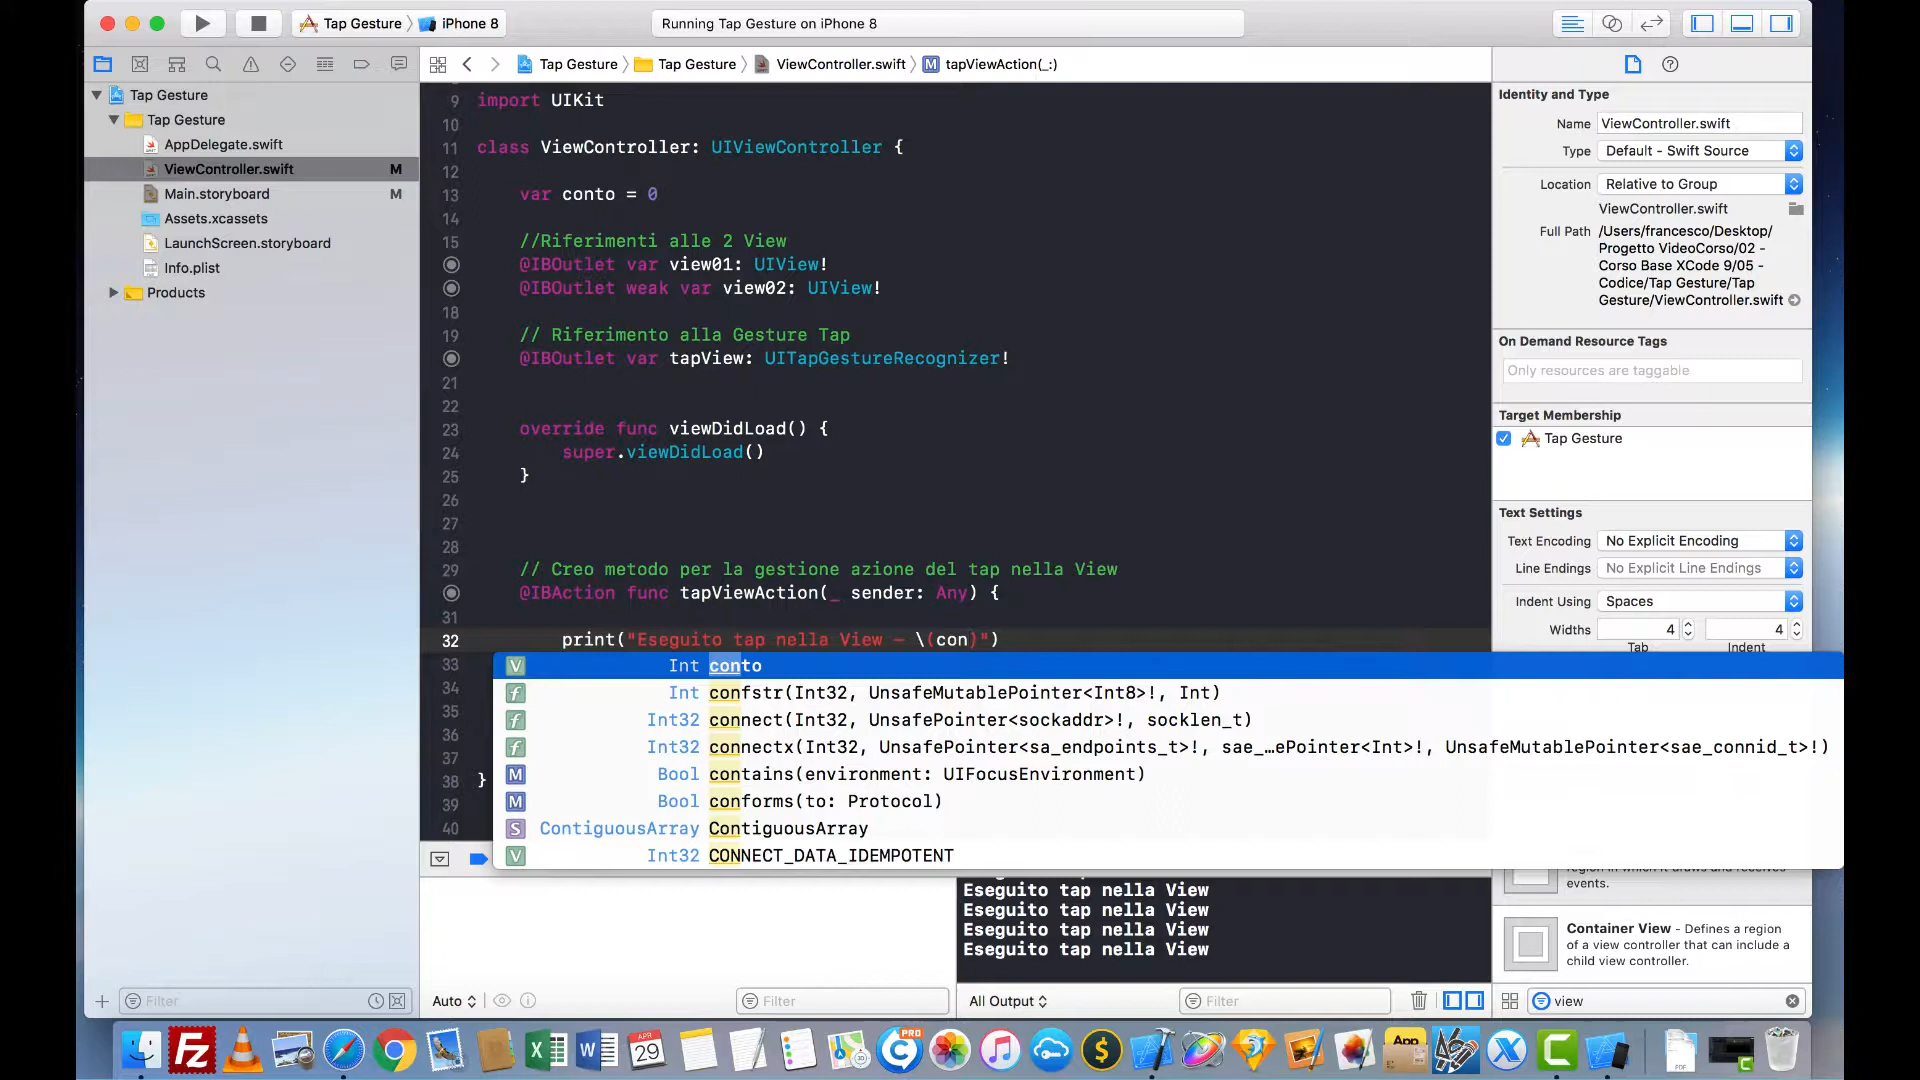 Tap Gesture
iPhone 8
Running Tap Gesture on iPhone 8
Tap Gesture
Tap Gesture
ViewController.swift
M
tapViewAction(_:)
Tap Gesture
Tap Gesture
AppDelegate.swift
ViewController.swift
M
Main.storyboard
M
Assets.xcassets
LaunchScreen.storyboard
Info.plist
Products
Filter
9 import UIKit
10
11 class ViewController: UIViewController {
12
13 var conto = 0
14
15 //Riferimenti alle 2 View
@IBOutlet var view01: UIView!
@IBOutlet weak var view02: UIView!
18
19 // Riferimento alla Gesture Tap
@IBOutlet var tapView: UITapGestureRecognizer!
21
22
23 override func viewDidLoad() {
24 super.viewDidLoad()
25 }
26
27
28
29 // Creo metodo per la gestione azione del tap nella View
@IBAction func tapViewAction(_ sender: Any) {
31
32 print("Eseguito tap nella View – \(con)")
33
34
35
36
37
38 }
39
40
V Int conto
f Int confstr(Int32, UnsafeMutablePointer<Int8>!, Int)
f Int32 connect(Int32, UnsafePointer<sockaddr>!, socklen_t)
f Int32 connectx(Int32, UnsafePointer<sa_endpoints_t>!, sae_…ePointer<Int>!, UnsafeMutablePointer<sae_connid_t>!)
M Bool contains(environment: UIFocusEnvironment)
M Bool conforms(to: Protocol)
S ContiguousArray ContiguousArray
V Int32 CONNECT_DATA_IDEMPOTENT
Eseguito tap nella View
Eseguito tap nella View
Eseguito tap nella View
Eseguito tap nella View
Auto
Filter
All Output
Filter
Identity and Type
Name ViewController.swift
Type Default - Swift Source
Location Relative to Group
ViewController.swift
Full Path /Users/francesco/Desktop/
Progetto VideoCorso/02 -
Corso Base XCode 9/05 -
Codice/Tap Gesture/Tap
Gesture/ViewController.swift
On Demand Resource Tags
Only resources are taggable
Target Membership
Tap Gesture
Text Settings
Text Encoding No Explicit Encoding
Line Endings No Explicit Line Endings
Indent Using Spaces
Widths 4 4
Tab Indent
region in which it draws and receives
events.
Container View - Defines a region
of a view controller that can include a
child view controller.
view
Fz
APR
29
PRO
App
PDF